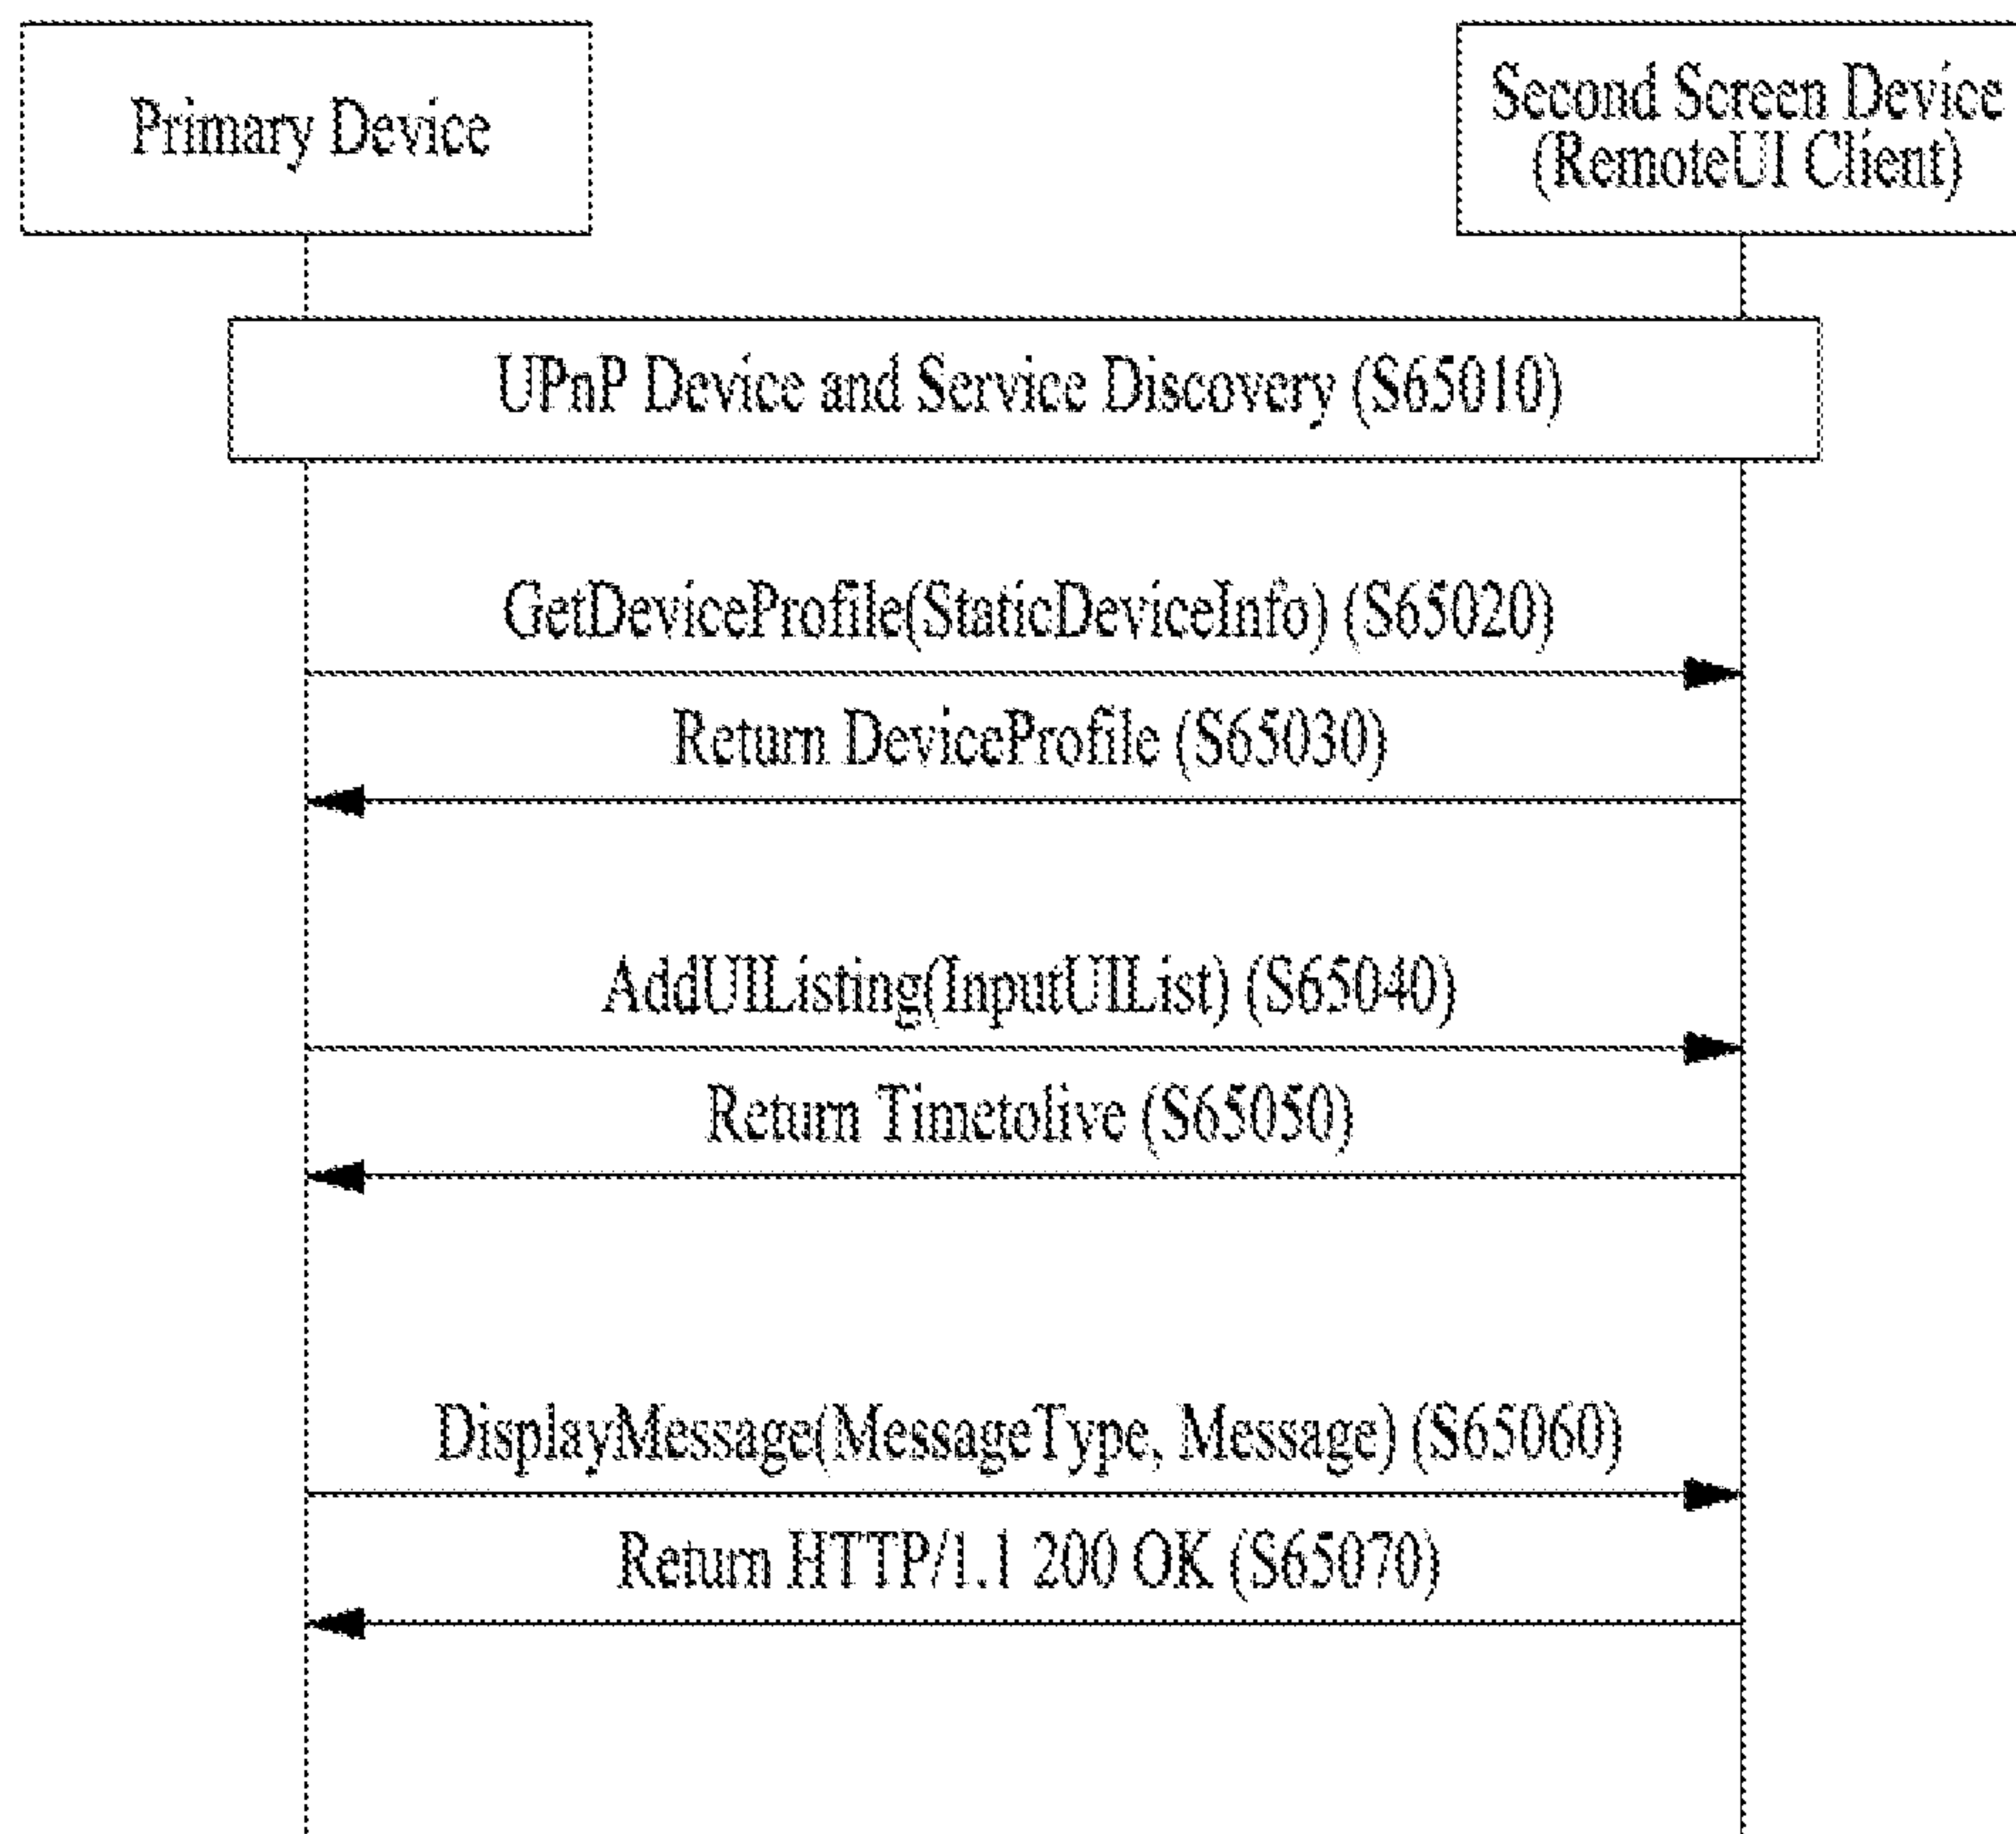 Primary Device
Second Screen Device
(RemoteUI Client)
UPnP Device and Service Discovery (S65010)
GetDeviceProfile(StaticDeviceInfo) (S65020)
Return DeviceProfile (S65030)
AddUIListing(InputUIList) (S65040)
Return Timetolive (S65050)
DisplayMessage(MessageType, Message) (S65060)
Return HTTP/1.1 200 OK (S65070)